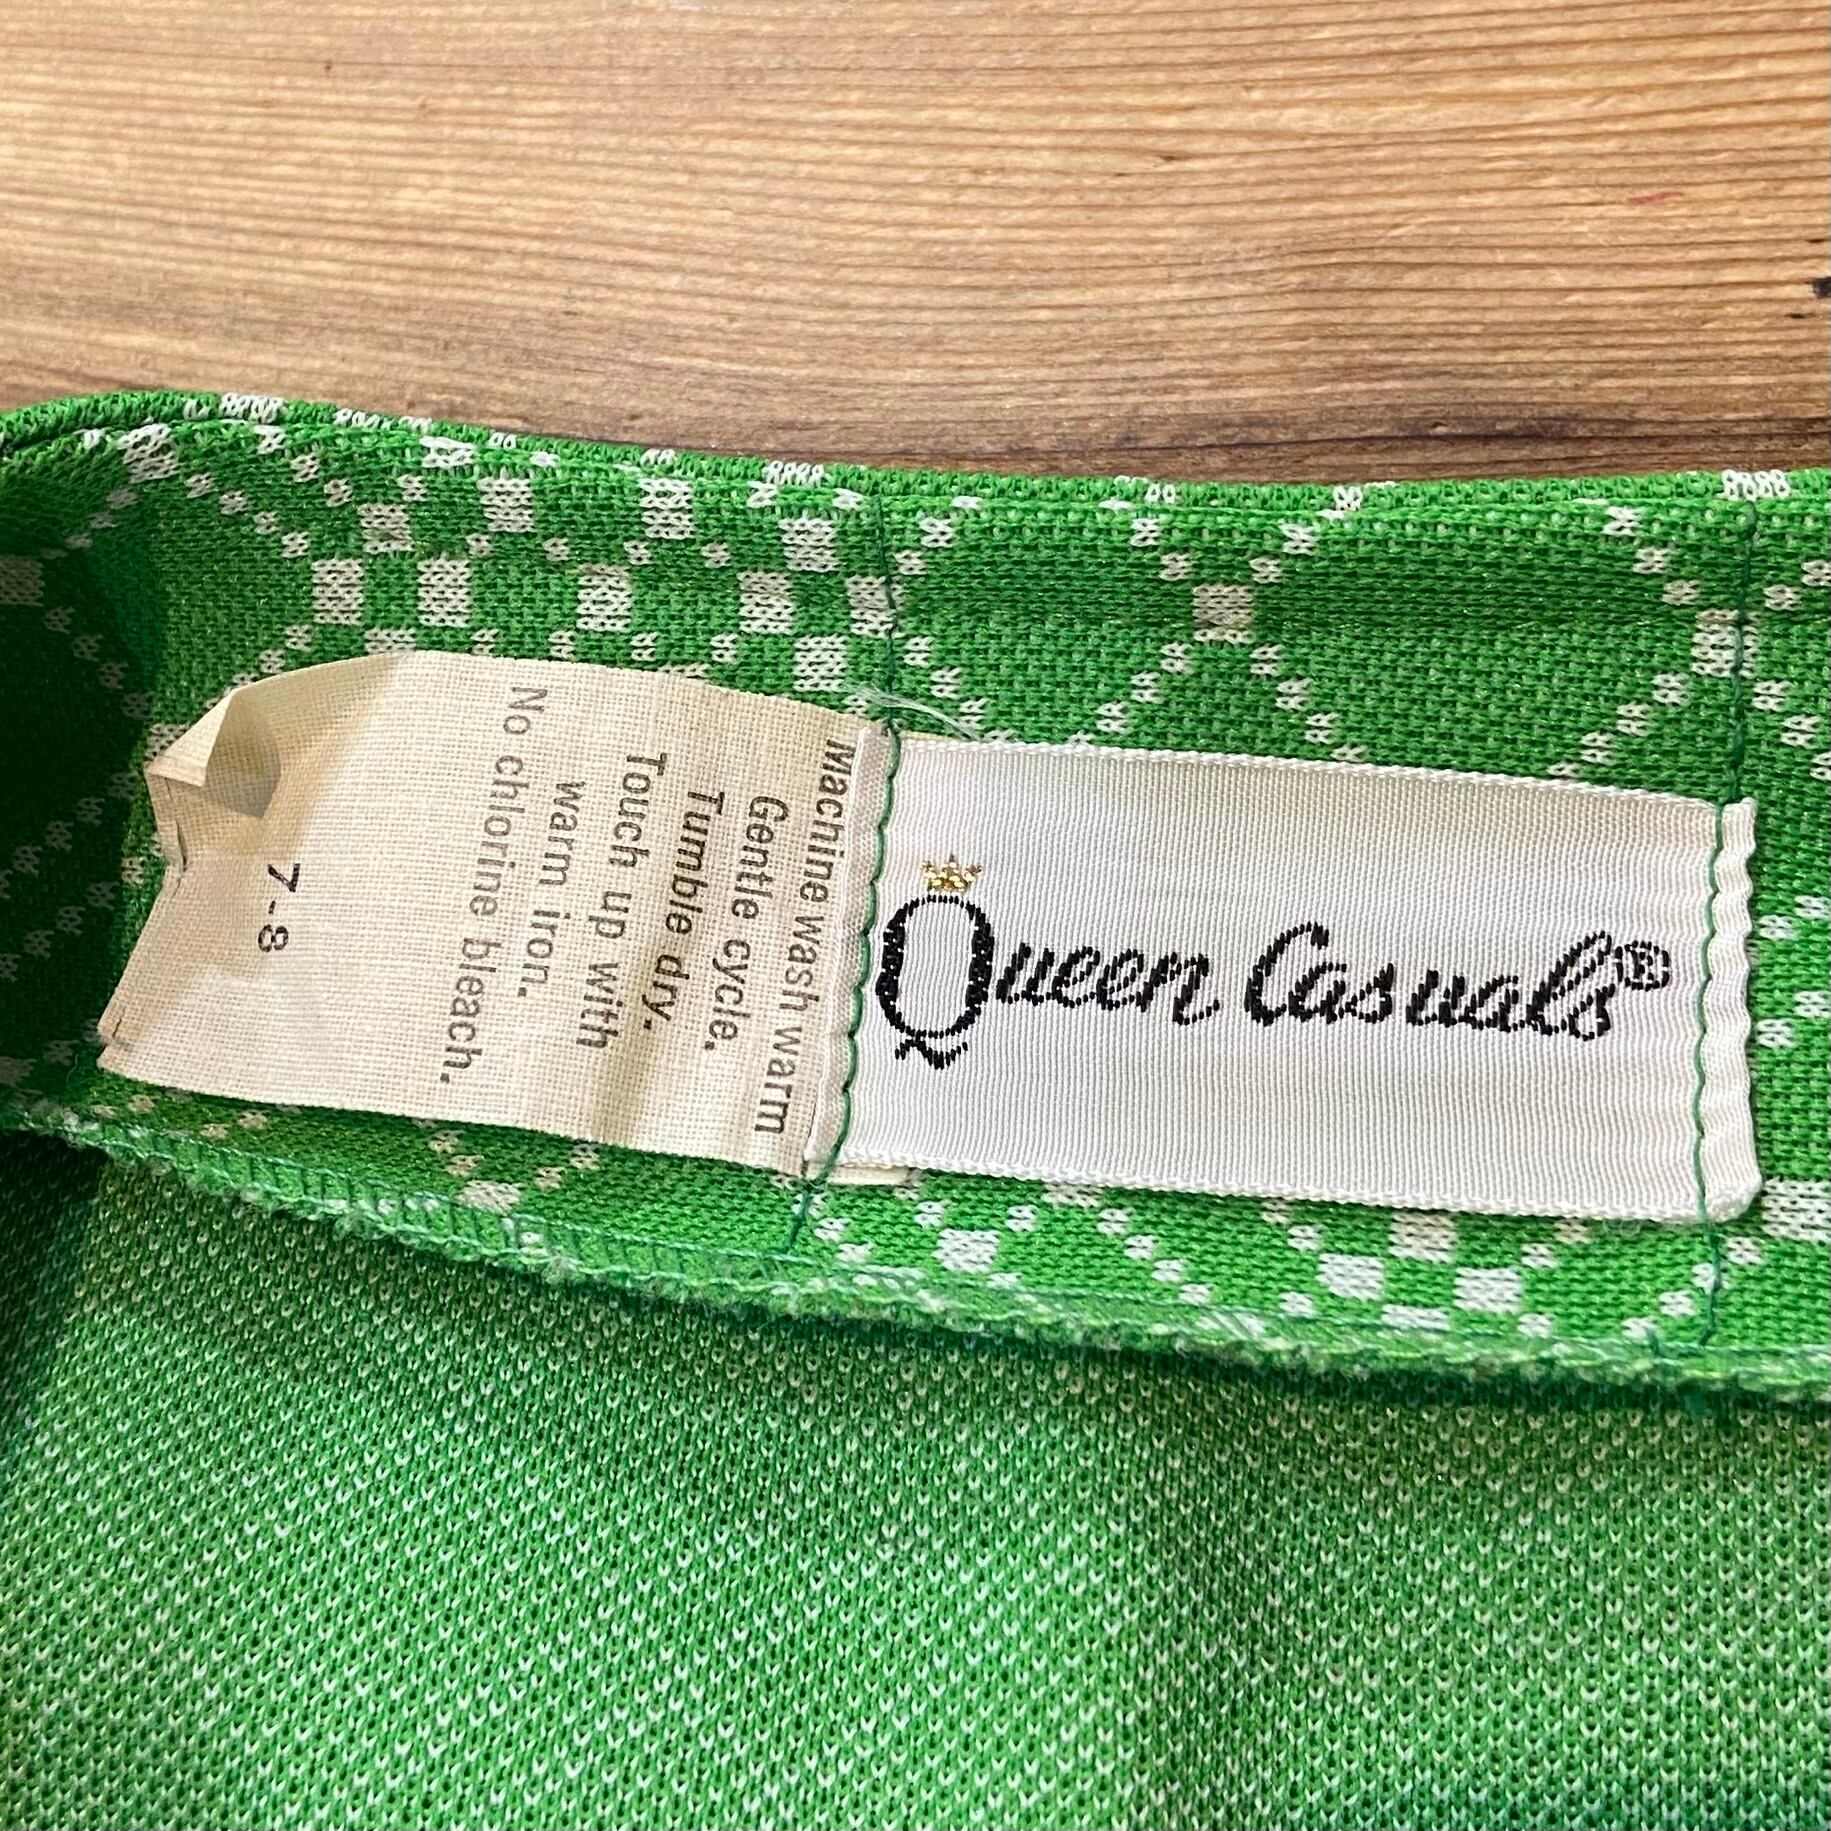 Machine wash warm
Gentle cycle.
Tumble dry.
Touch up with
warm iron.
No chlorine bleach.
7-8
Queen Casuals®